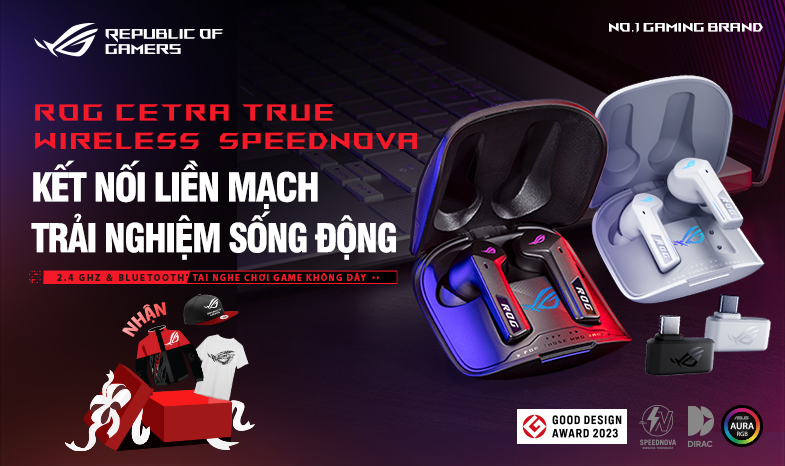 REPUBLIC OF
GAMERS
NO.1 GAMING BRAND
ROG CETRA TRUE
WIRELESS SPEEDNOVA
KẾT NỐI LIỀN MẠCH
TRẢI NGHIỆM SỐNG ĐỘNG
2.4 GHZ & BLUETOOTH® TAI NGHE CHƠI GAME KHÔNG DÂY
NHẬN
ROG
ROG
ROG
GOOD DESIGN
AWARD 2023
SPEEDNOVA
DIRAC
ASUS
AURA
RGB